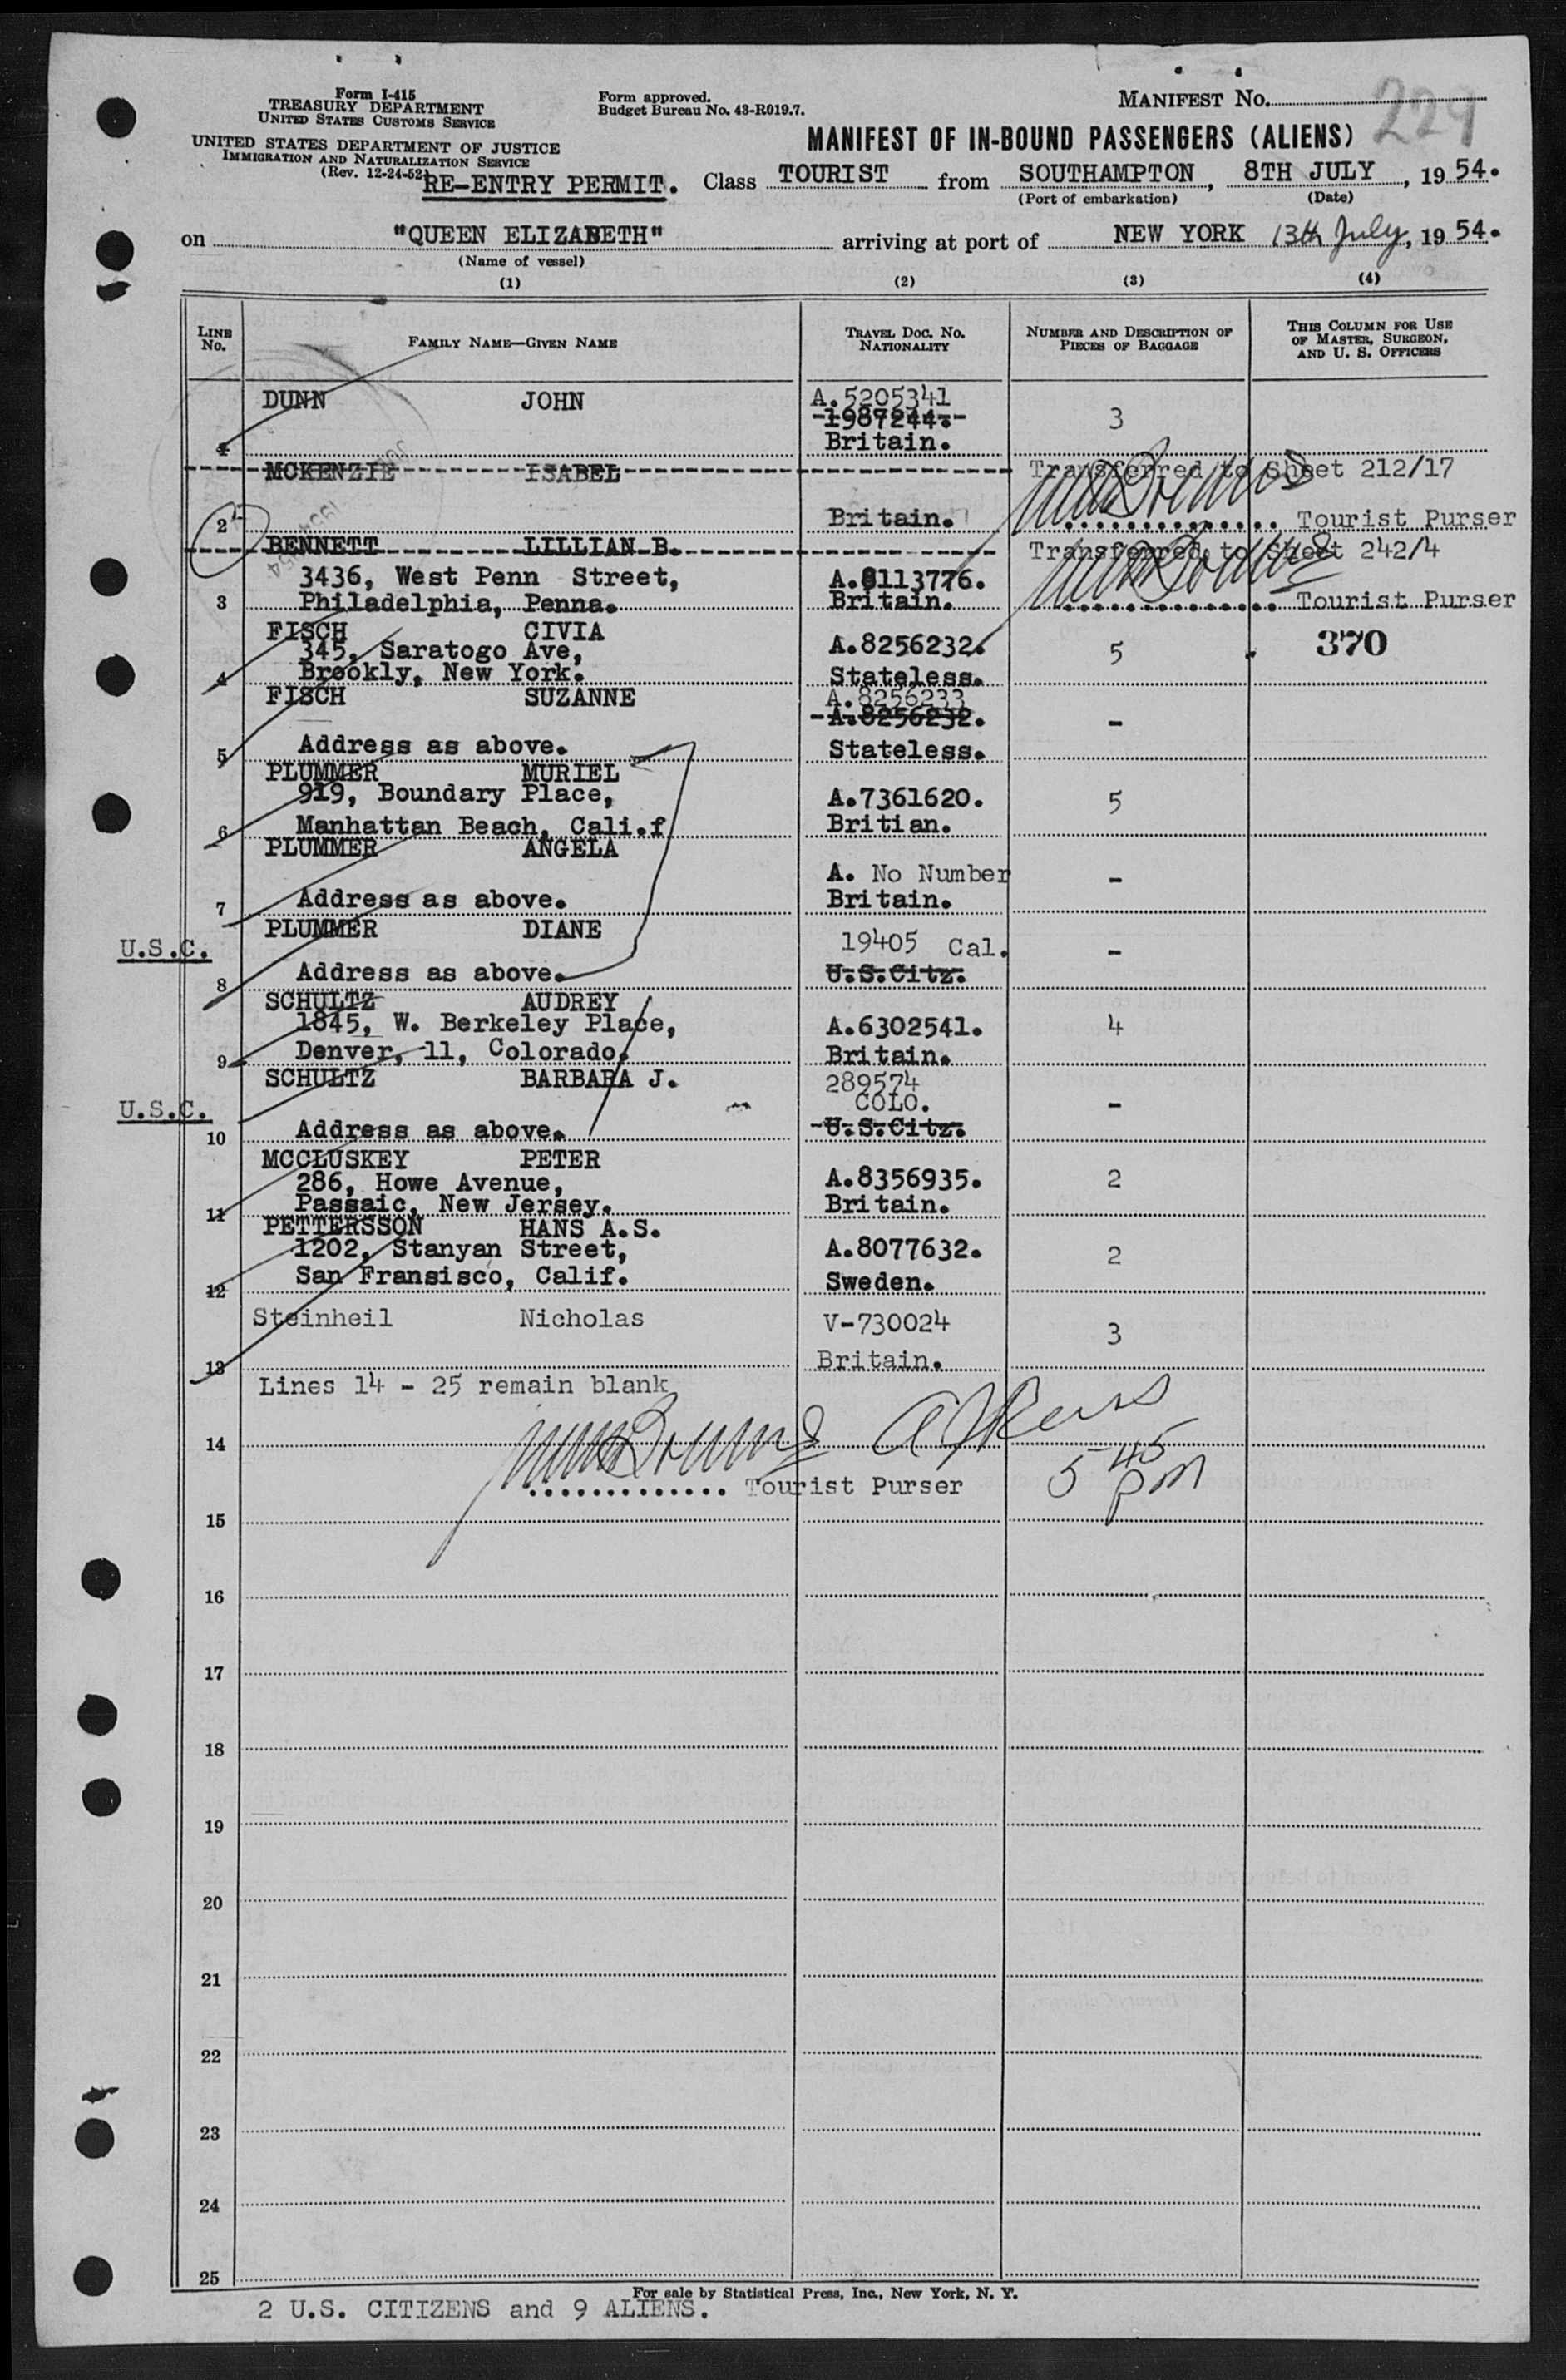 Form I-415
TREASURY DEPARTMENT
UNITED STATES CUSTOMS SERVICE
UNITED STATES DEPARTMENT OF JUSTICE
IMMIGRATION AND NATURALIZATION SERVICE
(Rev. 12-24-52)
Form approved.
Budget Bureau No. 43-R019.7.
MANIFEST No. 229
MANIFEST OF IN-BOUND PASSENGERS (ALIENS)
RE-ENTRY PERMIT. Class TOURIST from SOUTHAMPTON, 8TH JULY, 1954.
(Port of embarkation) (Date)
on "QUEEN ELIZABETH" arriving at port of NEW YORK 13th July, 1954.
(Name of vessel)
(1) (2) (3) (4)
LINE No. FAMILY NAME—GIVEN NAME TRAVEL DOC. No. NATIONALITY NUMBER AND DESCRIPTION OF PIECES OF BAGGAGE THIS COLUMN FOR USE OF MASTER, SURGEON, AND U. S. OFFICERS
DUNN JOHN A.5205341
-1987244.- 3
1 Britain.
MCKENZIE ISABEL Transferred to Sheet 212/17
2 Britain. Tourist Purser
BENNETT LILLIAN B. Transferred to Sheet 242/4
3436, West Penn Street, A.8113776.
3 Philadelphia, Penna. Britain. Tourist Purser
FISCH CIVIA
345, Saratogo Ave, A.8256232. 5 370
4 Brookly, New York. Stateless.
FISCH SUZANNE A.8256233
-A.8256232. -
5 Address as above. Stateless.
PLUMMER MURIEL
919, Boundary Place, A.7361620. 5
6 Manhattan Beach, Cali.f Britian.
PLUMMER ANGELA
A. No Number -
7 Address as above. Britain.
PLUMMER DIANE
U.S.C. 19405 Cal. -
8 Address as above. U.S.Citz.
SCHULTZ AUDREY
1845, W. Berkeley Place, A.6302541. 4
9 Denver, 11, Colorado. Britain.
SCHULTZ BARBARA J. 289574
U.S.C. COLO. -
10 Address as above. -U.S.Citz.
MCCLUSKEY PETER
286, Howe Avenue, A.8356935. 2
11 Passaic, New Jersey. Britain.
PETTERSSON HANS A.S.
1202, Stanyan Street, A.8077632. 2
12 San Fransisco, Calif. Sweden.
Steinheil Nicholas V-730024 3
13 Britain.
Lines 14 - 25 remain blank
14
Tourist Purser 5 45 pm
15
16
17
18
19
20
21
22
23
24
25
For sale by Statistical Press, Inc., New York, N. Y.
2 U.S. CITIZENS and 9 ALIENS.